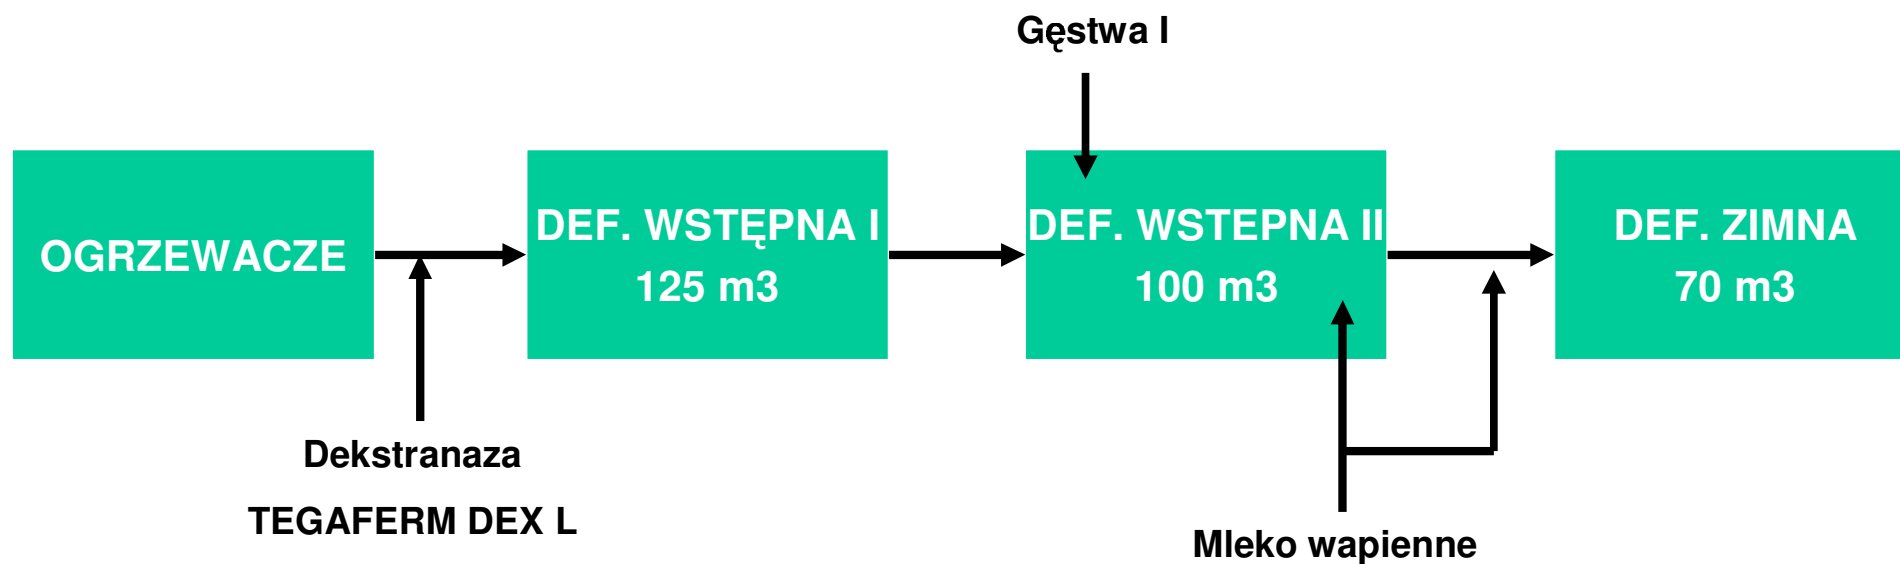 Gęstwa I
OGRZEWACZE
DEF. WSTĘPNA I
125 m3
DEF. WSTEPNA II
100 m3
DEF. ZIMNA
70 m3
Dekstranaza
TEGAFERM DEX L
Mleko wapienne